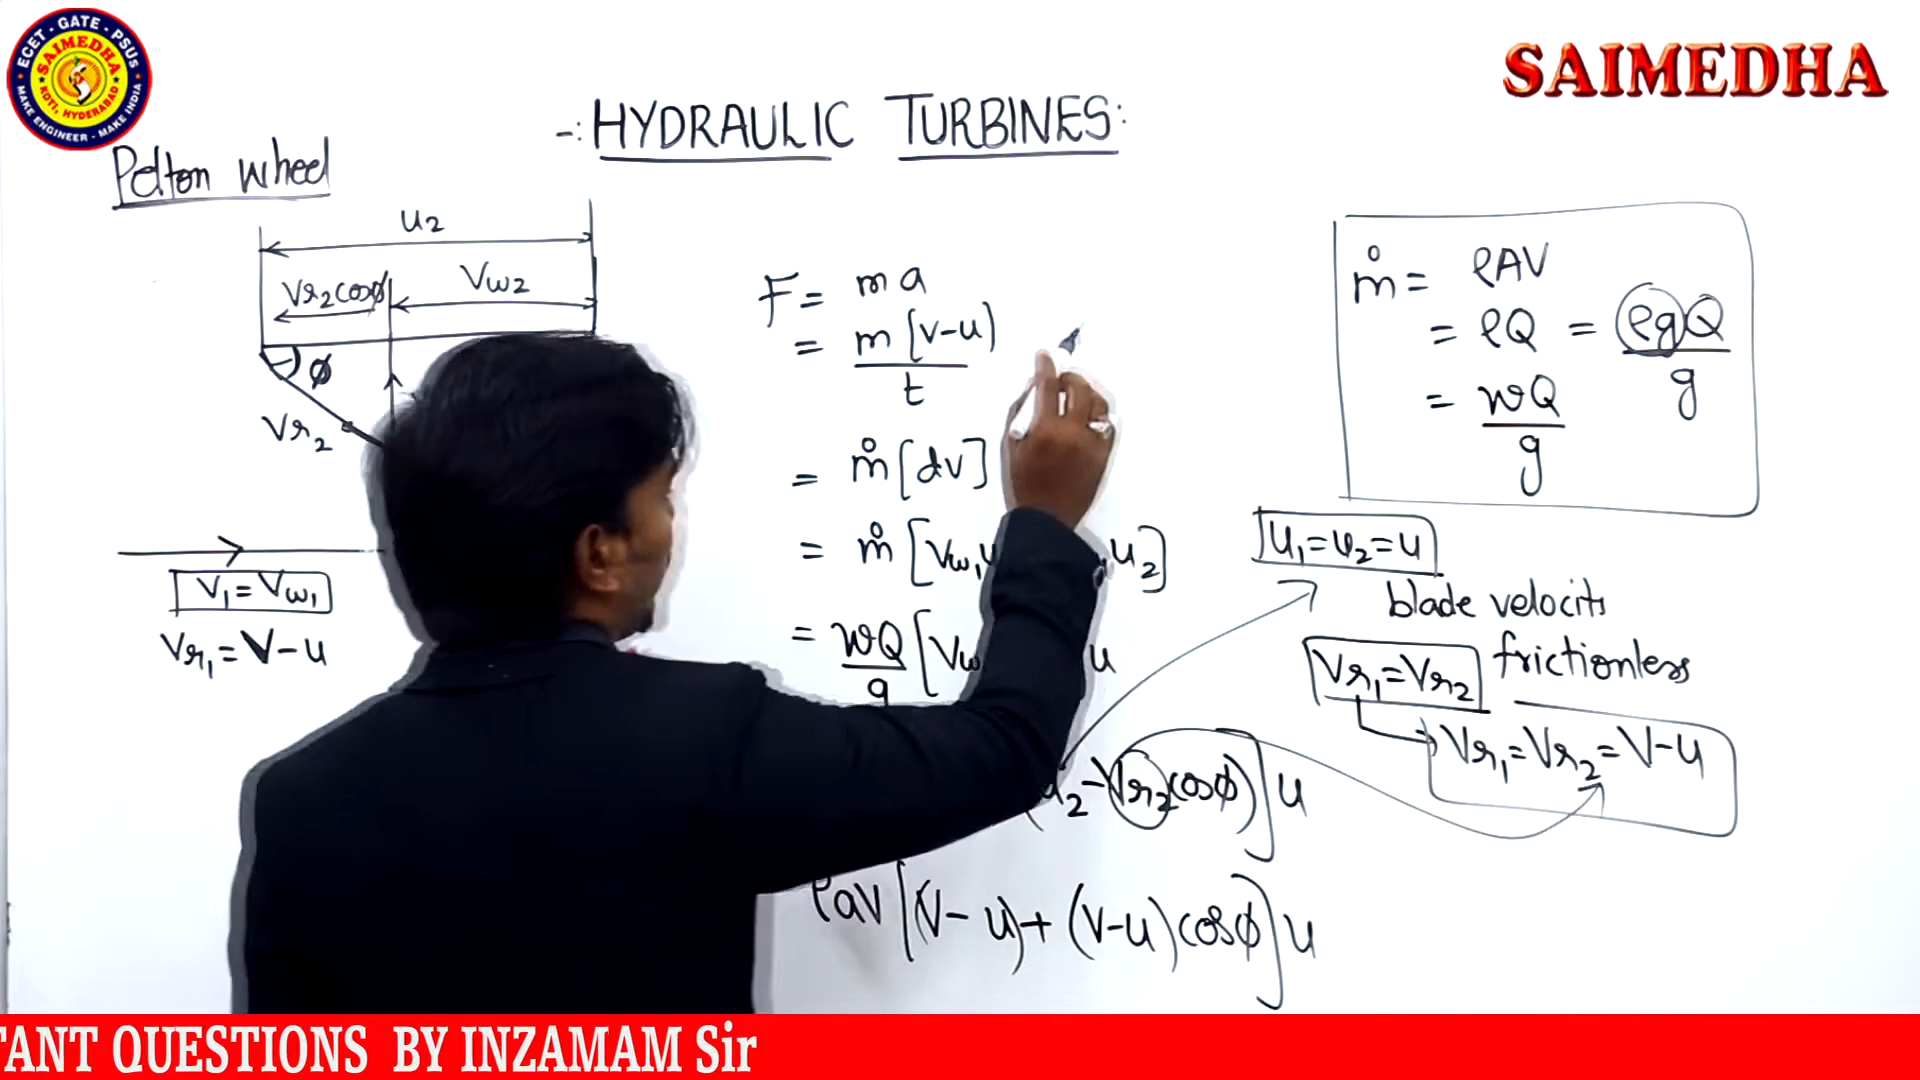 ECET - GATE - PSUs
SAIMEDHA
KOTI, HYDERABAD
MAKE ENGINEER - MAKE INDIA
SAIMEDHA
-: HYDRAULIC TURBINES:
Pelton wheel
u₂
Vr₂cosϕ
Vw₂
ϕ
Vr₂
V₁=Vw₁
Vr₁= V-u
F= ma
= m[V-u)
t
= ṁ[dv]
= ṁ[Vw₁u u₂]
= wQ [Vw u
g
u₂-Vr₂cosϕ)]u
ρav[(V-u)+(V-u)cosϕ]u
ṁ= ρAV
= ρQ = ρgQ
g
= wQ
g
u₁=u₂=u
blade velocity
Vr₁=Vr₂ frictionless
Vr₁=Vr₂=V-u
TANT QUESTIONS BY INZAMAM Sir